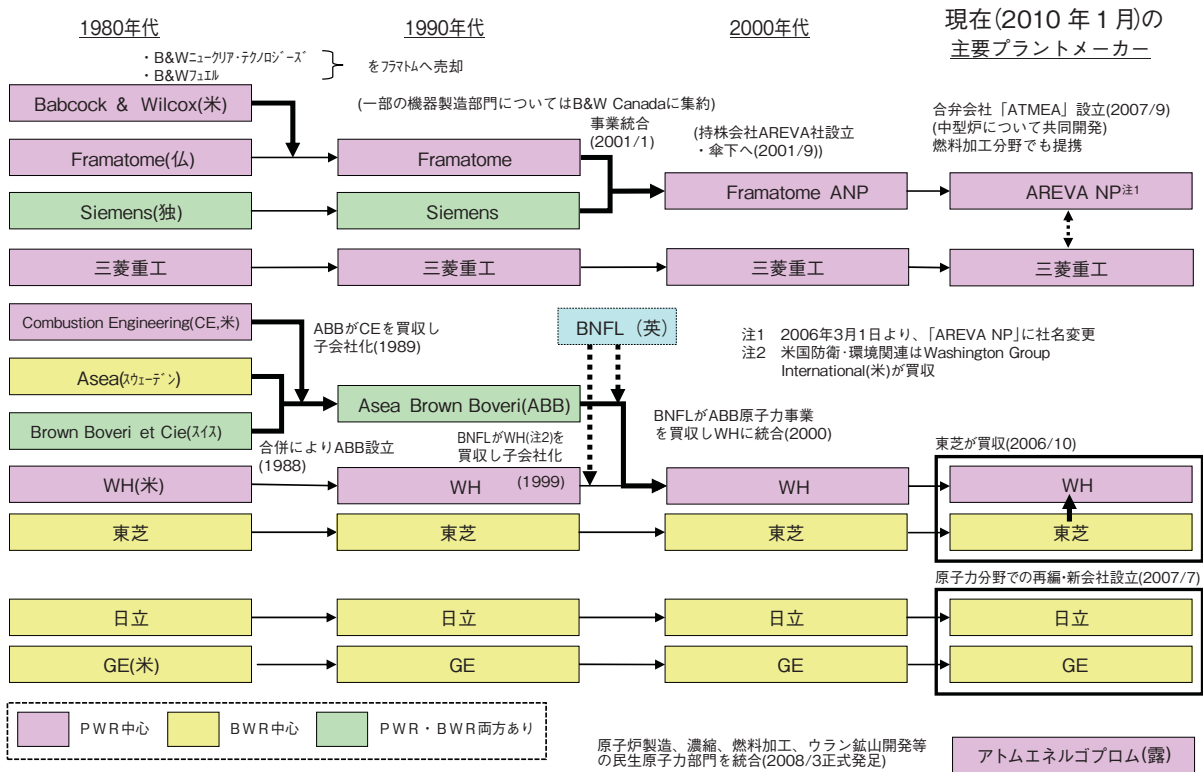 1980年代
1990年代
2000年代
現在(2010 年 1 月)の
主要プラントメーカー
・B&Wﾆｭｰｸﾘｱ・ﾃｸﾉﾛｼﾞｰｽﾞ
・B&Wﾌｭｴﾙ
をﾌﾗﾏﾄﾑへ売却
(一部の機器製造部門についてはB&W Canadaに集約)
Babcock & Wilcox(米)
事業統合
(2001/1)
(持株会社AREVA社設立
・傘下へ(2001/9))
合弁会社「ATMEA」設立(2007/9)
(中型炉について共同開発)
燃料加工分野でも提携
Framatome(仏)
Framatome
Framatome ANP
AREVA NP注1
Siemens(独)
Siemens
三菱重工
三菱重工
三菱重工
三菱重工
Combustion Engineering(CE,米)
ABBがCEを買収し
子会社化(1989)
BNFL (英)
注1 2006年3月1日より、「AREVA NP」に社名変更
注2 米国防衛・環境関連はWashington Group
International(米)が買収
Asea(ｽｳｪｰﾃﾞﾝ)
Asea Brown Boveri(ABB)
Brown Boveri et Cie(ｽｲｽ)
合併によりABB設立
(1988)
BNFLがWH(注2)を
買収し子会社化
(1999)
BNFLがABB原子力事業
を買収しWHに統合(2000)
東芝が買収(2006/10)
WH(米)
WH
WH
WH
東芝
東芝
東芝
東芝
原子力分野での再編・新会社設立(2007/7)
日立
日立
日立
日立
GE(米)
GE
GE
GE
PWR中心
BWR中心
PWR・BWR両方あり
原子炉製造、濃縮、燃料加工、ウラン鉱山開発等
の民生原子力部門を統合(2008/3正式発足)
アトムエネルゴプロム(露)